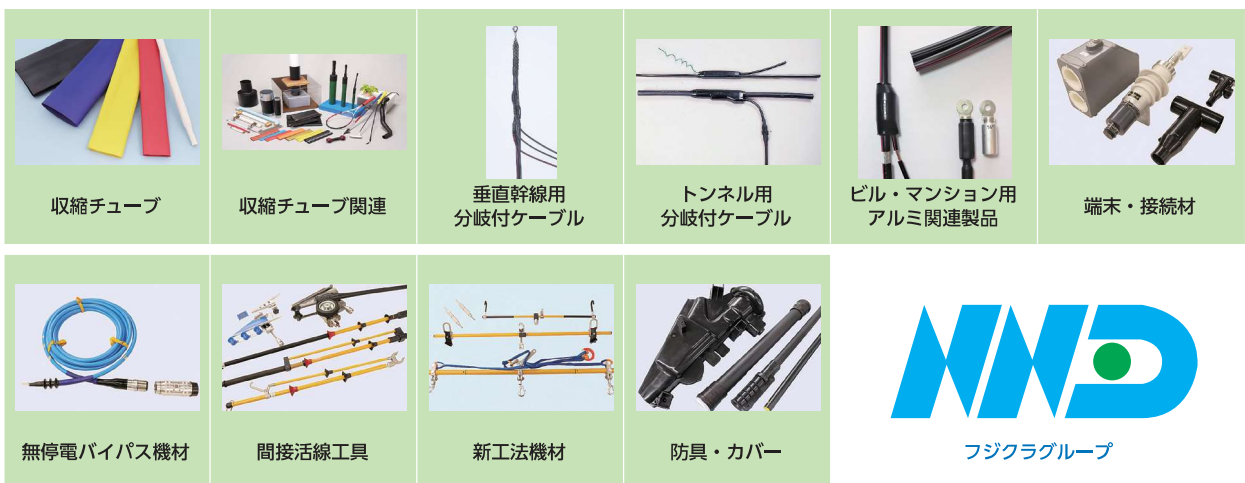 収縮チューブ
収縮チューブ関連
垂直幹線用
分岐付ケーブル
トンネル用
分岐付ケーブル
ビル・マンション用
アルミ関連製品
端末・接続材
無停電バイパス機材
間接活線工具
新工法機材
防具・カバー
NND
フジクラグループ